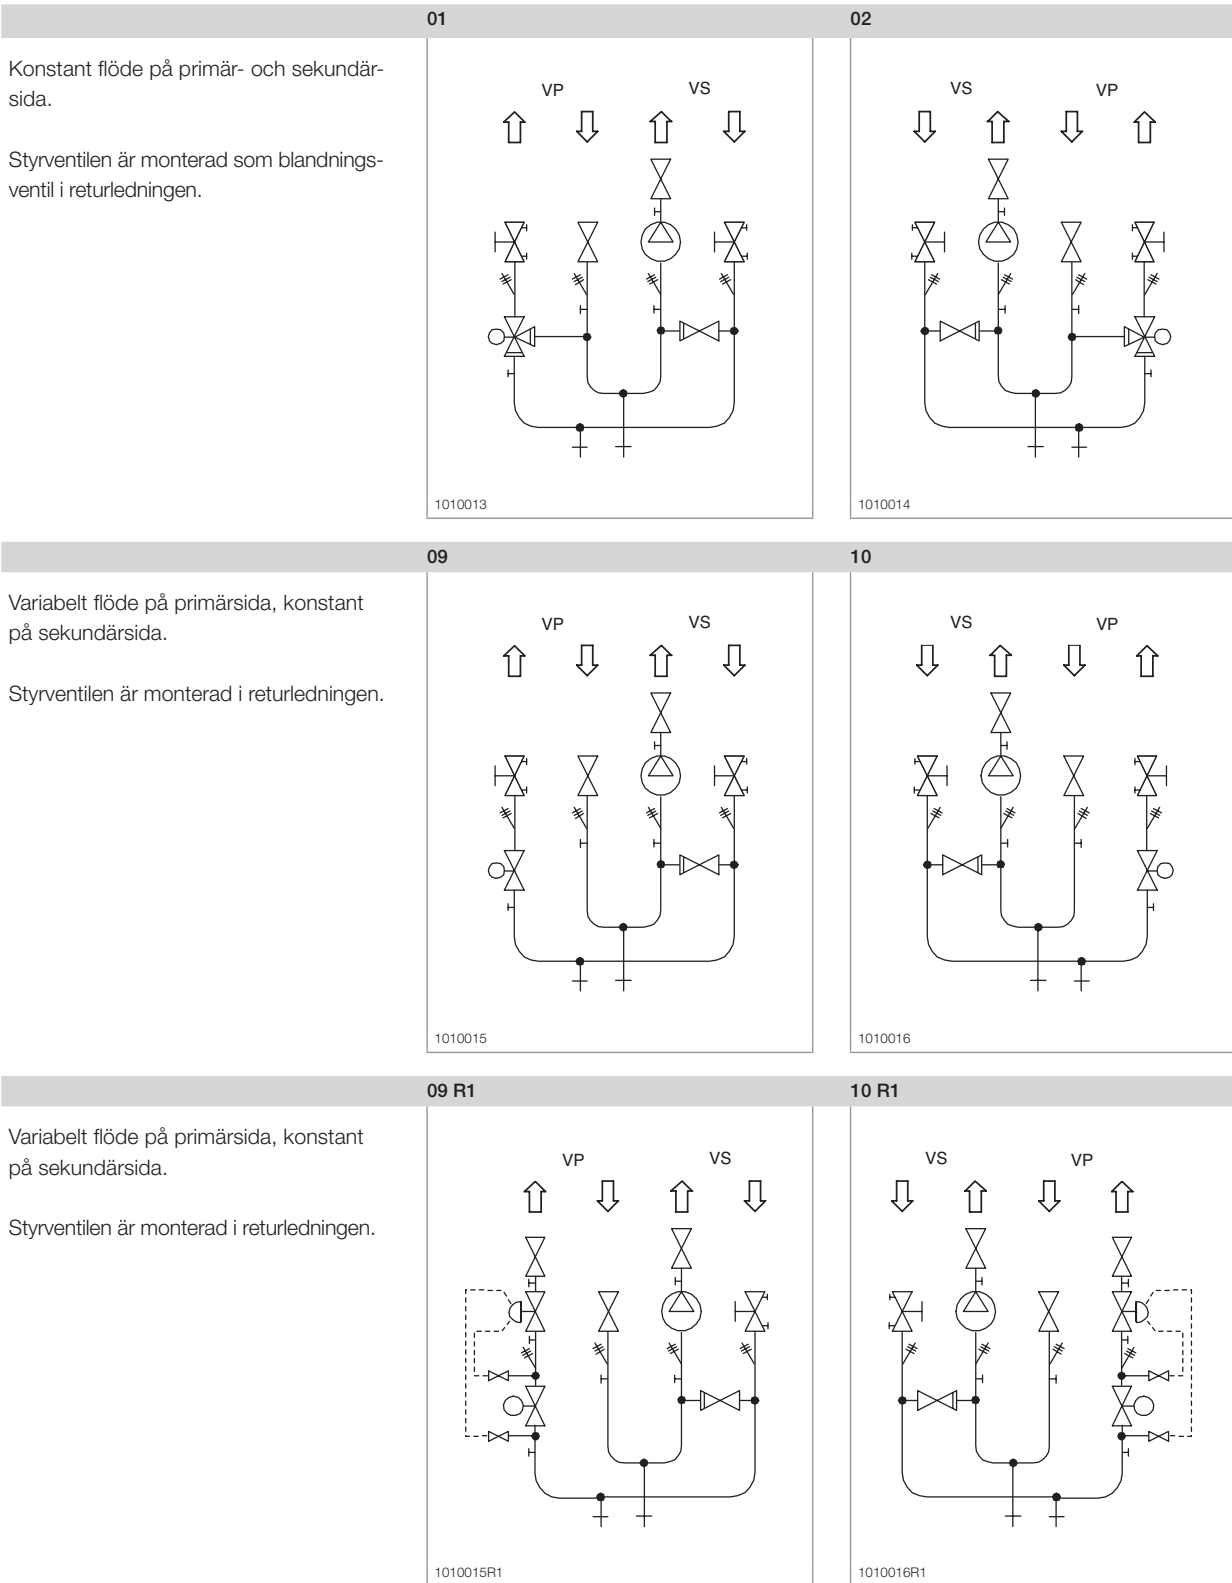 01
02
Konstant flöde på primär- och sekundär-
sida.
Styrventilen är monterad som blandnings-
ventil i returledningen.
VP
VS
1010013
VS
VP
1010014
09
10
Variabelt flöde på primärsida, konstant
på sekundärsida.
Styrventilen är monterad i returledningen.
VP
VS
1010015
VS
VP
1010016
09 R1
10 R1
Variabelt flöde på primärsida, konstant
på sekundärsida.
Styrventilen är monterad i returledningen.
VP
VS
1010015R1
VS
VP
1010016R1